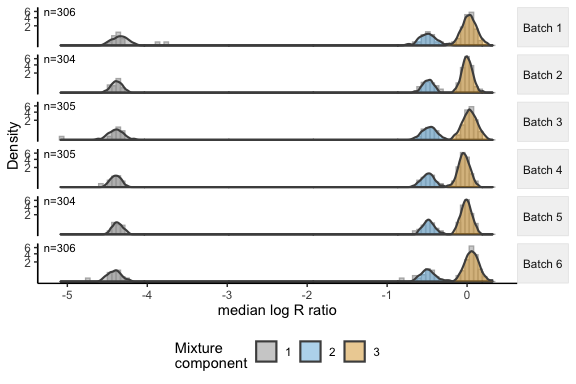 6
4
2
n=306
Batch 1
6
4
2
n=304
Batch 2
6
4
2
n=305
Batch 3
6
4
2
n=305
Batch 4
6
4
2
n=304
Batch 5
6
4
2
n=306
Batch 6
Density
-5 -4 -3 -2 -1 0
median log R ratio
Mixture
component
1 2 3